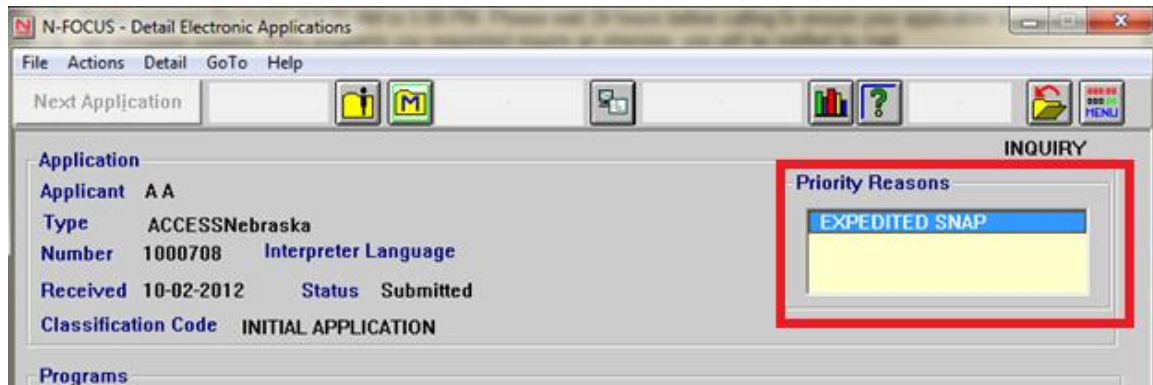 N-FOCUS - Detail Electronic Applications
File Actions Detail GoTo Help
Next Application
M
?
MENU
INQUIRY
Application
Applicant A A
Type ACCESSNebraska
Number 1000708 Interpreter Language
Received 10-02-2012 Status Submitted
Classification Code INITIAL APPLICATION
Priority Reasons
EXPEDITED SNAP
Programs